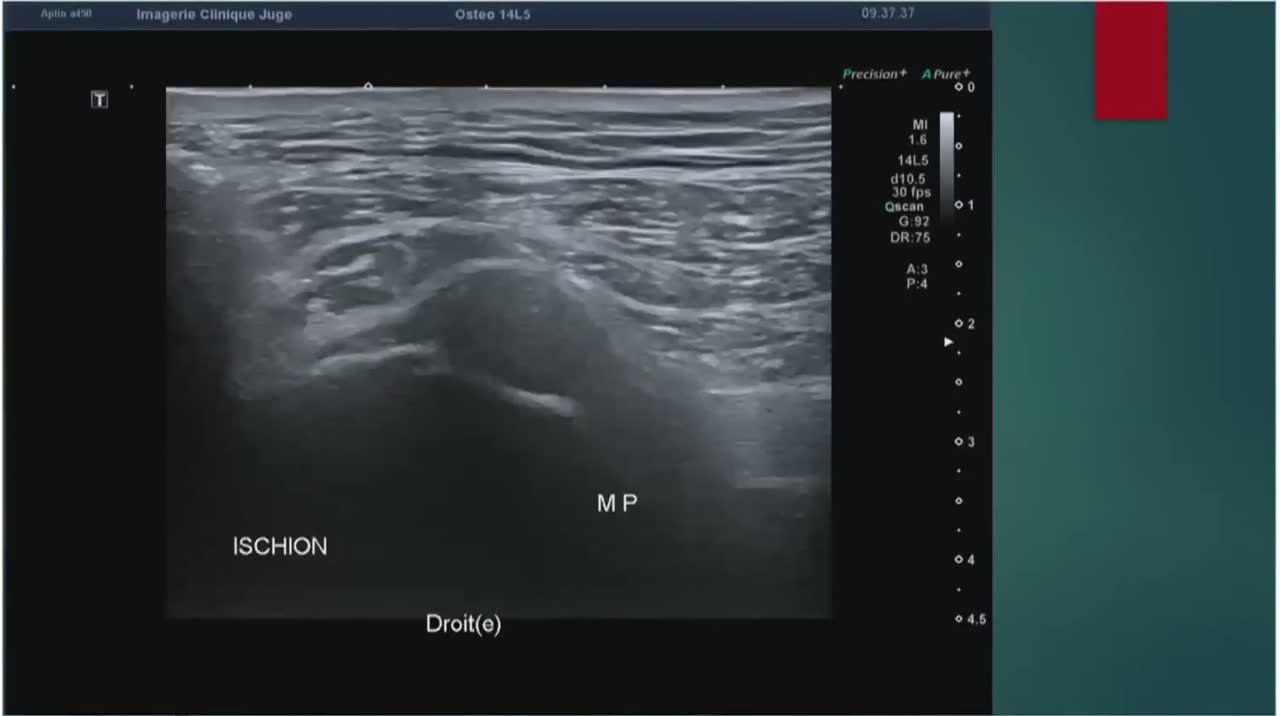 Aplio a450 Imagerie Clinique Juge Osteo 14L5 09:37:37
T
Precision+ A Pure+
0
MI
1.6
14L5
d10.5
30 fps
Qscan
1
G:92
DR:75
A:3
P:4
2
3
M P
ISCHION
4
Droit(e)
4.5